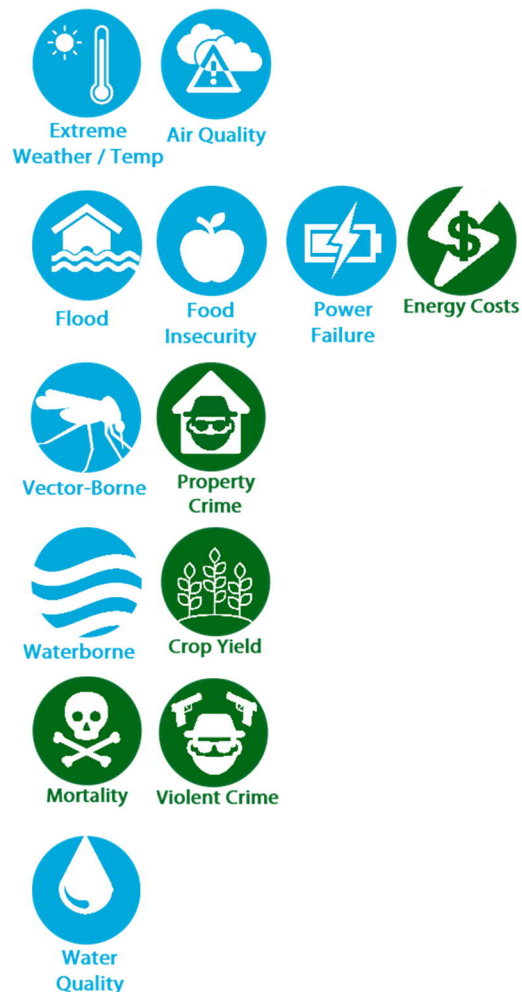 Extreme
Weather / Temp
Air Quality
Flood
Food
Insecurity
Power
Failure
$
Energy Costs
Vector-Borne
Property
Crime
Waterborne
Crop Yield
Mortality
Violent Crime
Water
Quality